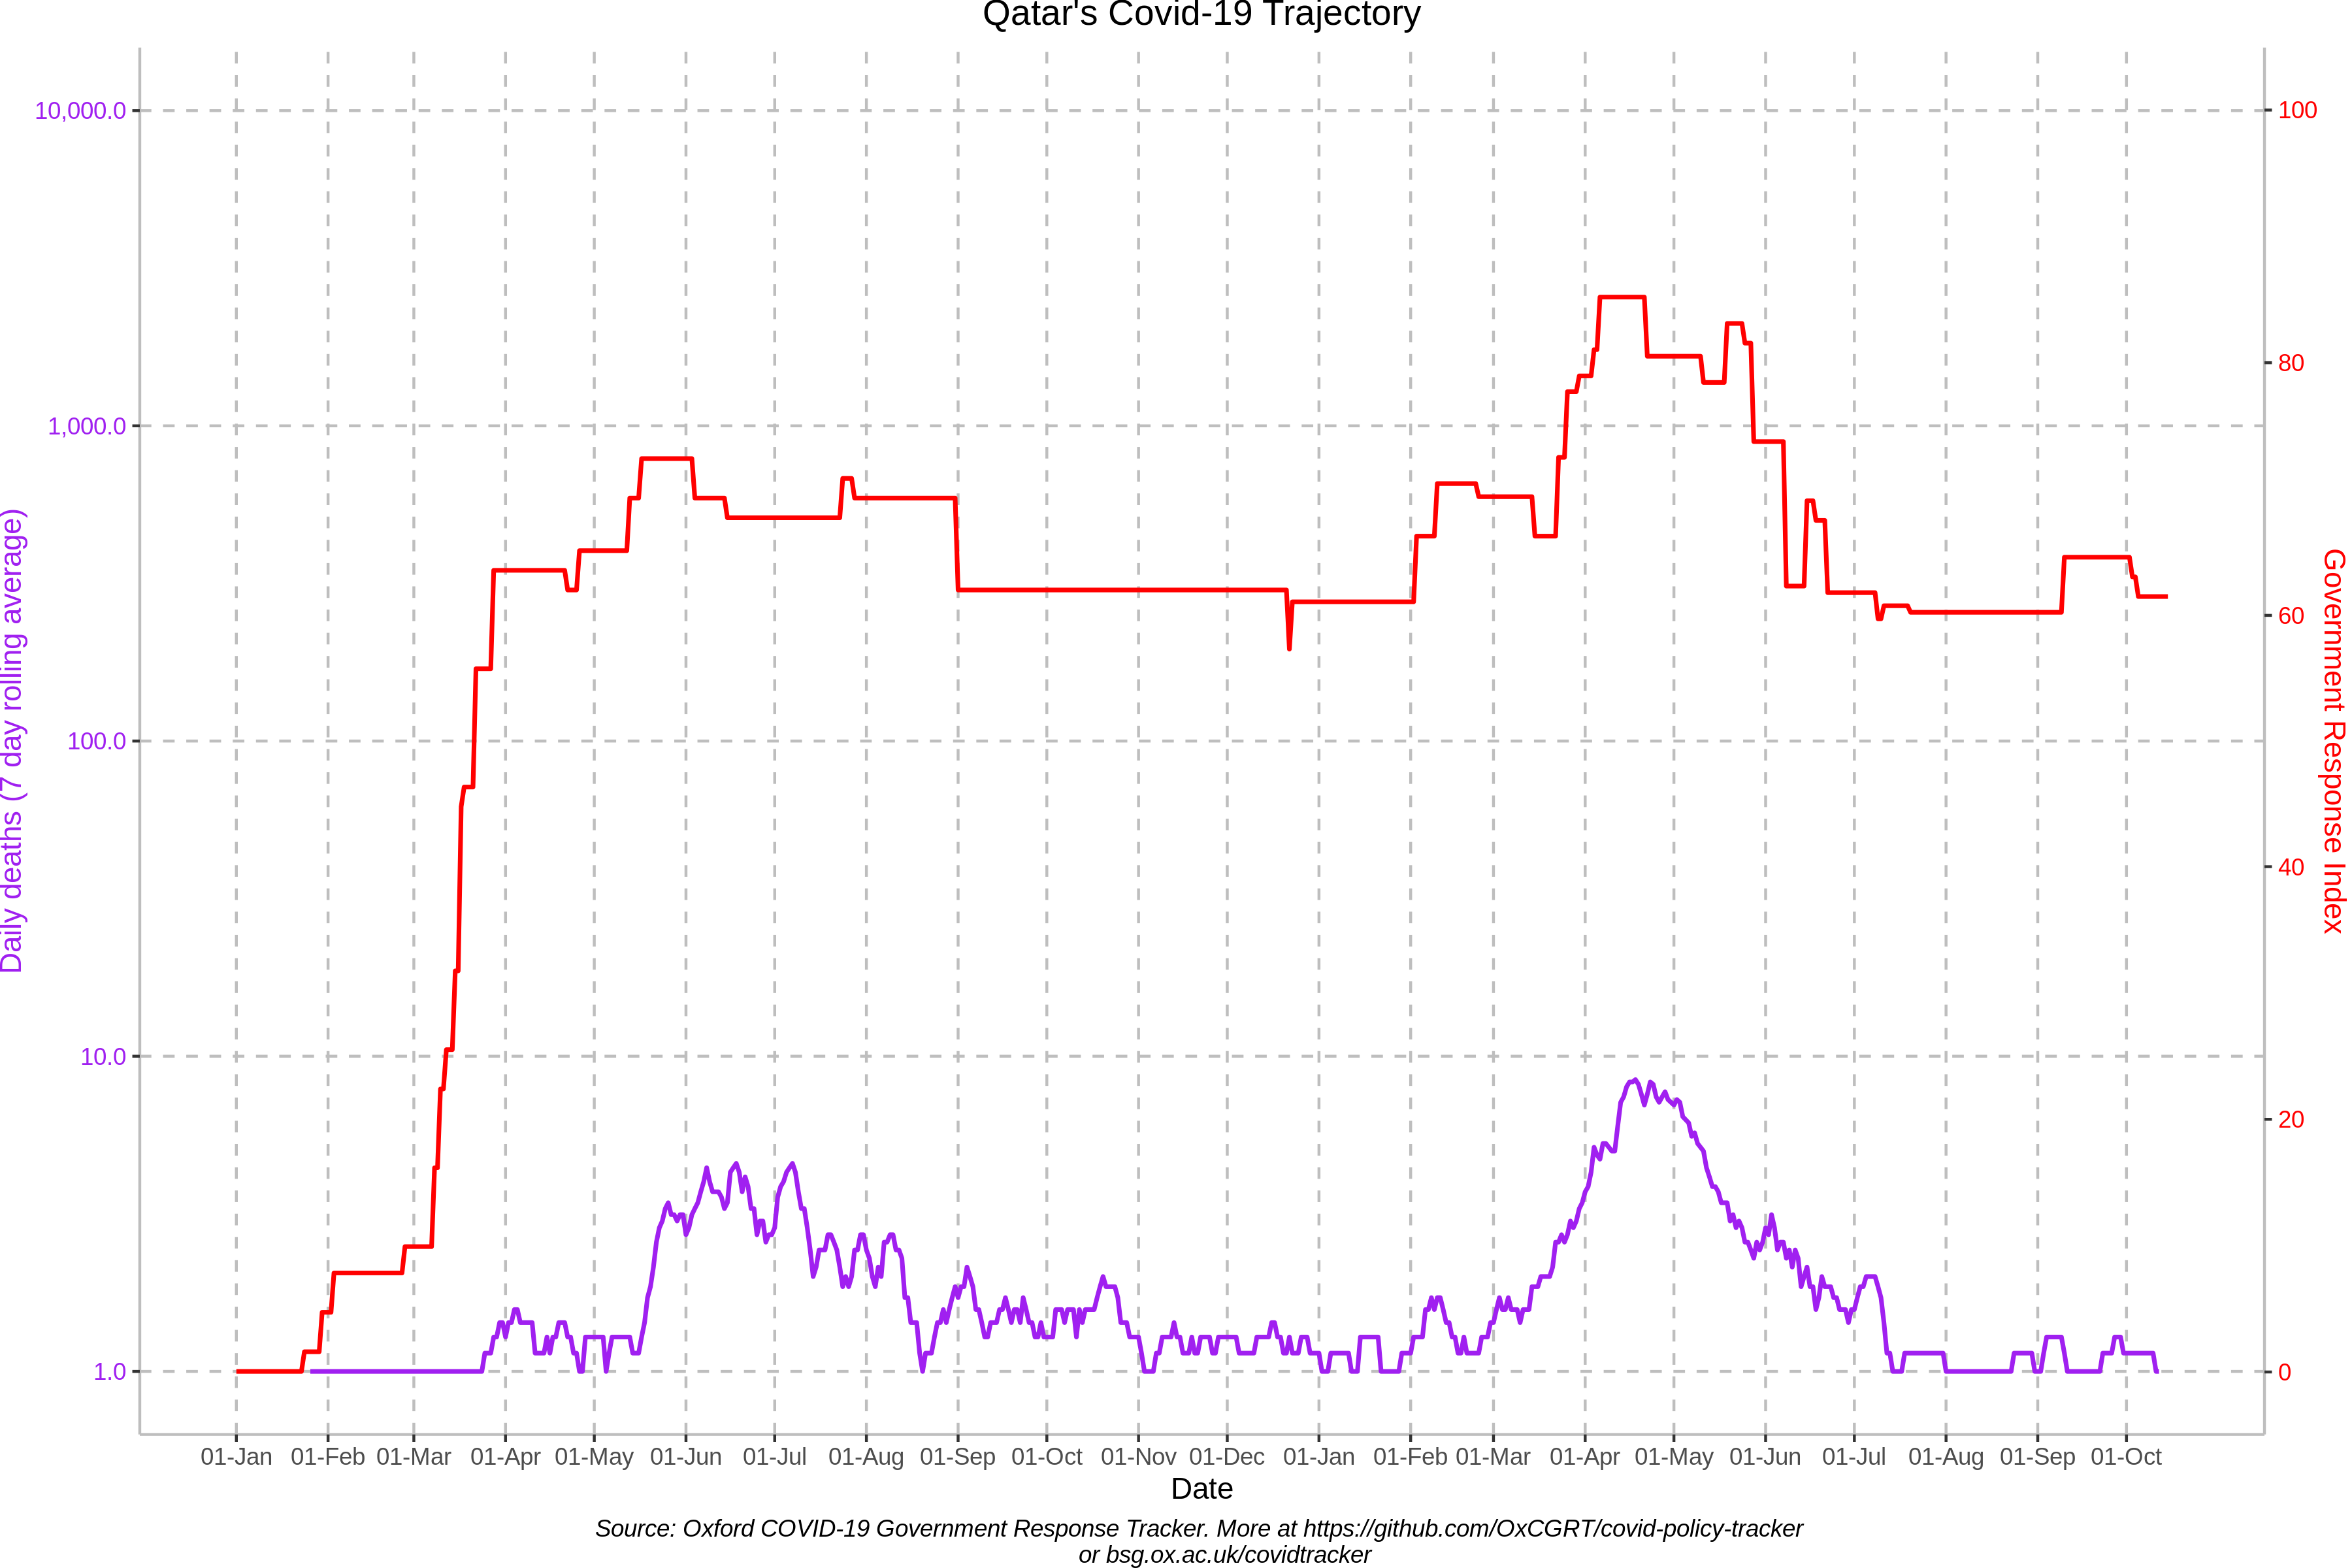 Qatar's Covid-19 Trajectory
10,000.0
1,000.0
100.0
10.0
1.0
Daily deaths (7 day rolling average)
100
80
60
40
20
0
Government Response Index
01-Jan 01-Feb 01-Mar 01-Apr 01-May 01-Jun 01-Jul 01-Aug 01-Sep 01-Oct 01-Nov 01-Dec 01-Jan 01-Feb 01-Mar 01-Apr 01-May 01-Jun 01-Jul 01-Aug 01-Sep 01-Oct
Date
Source: Oxford COVID-19 Government Response Tracker. More at https://github.com/OxCGRT/covid-policy-tracker
or bsg.ox.ac.uk/covidtracker